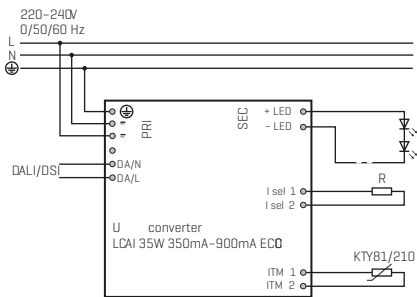 220–240V
0/50/60 Hz
L
N
PRI
SEC
+ LED
– LED
DALI/DSI
DA/N
DA/L
I sel 1
I sel 2
R
U converter
LCAI 35W 350mA–900mA ECO
KTY81/210
ITM 1
ITM 2